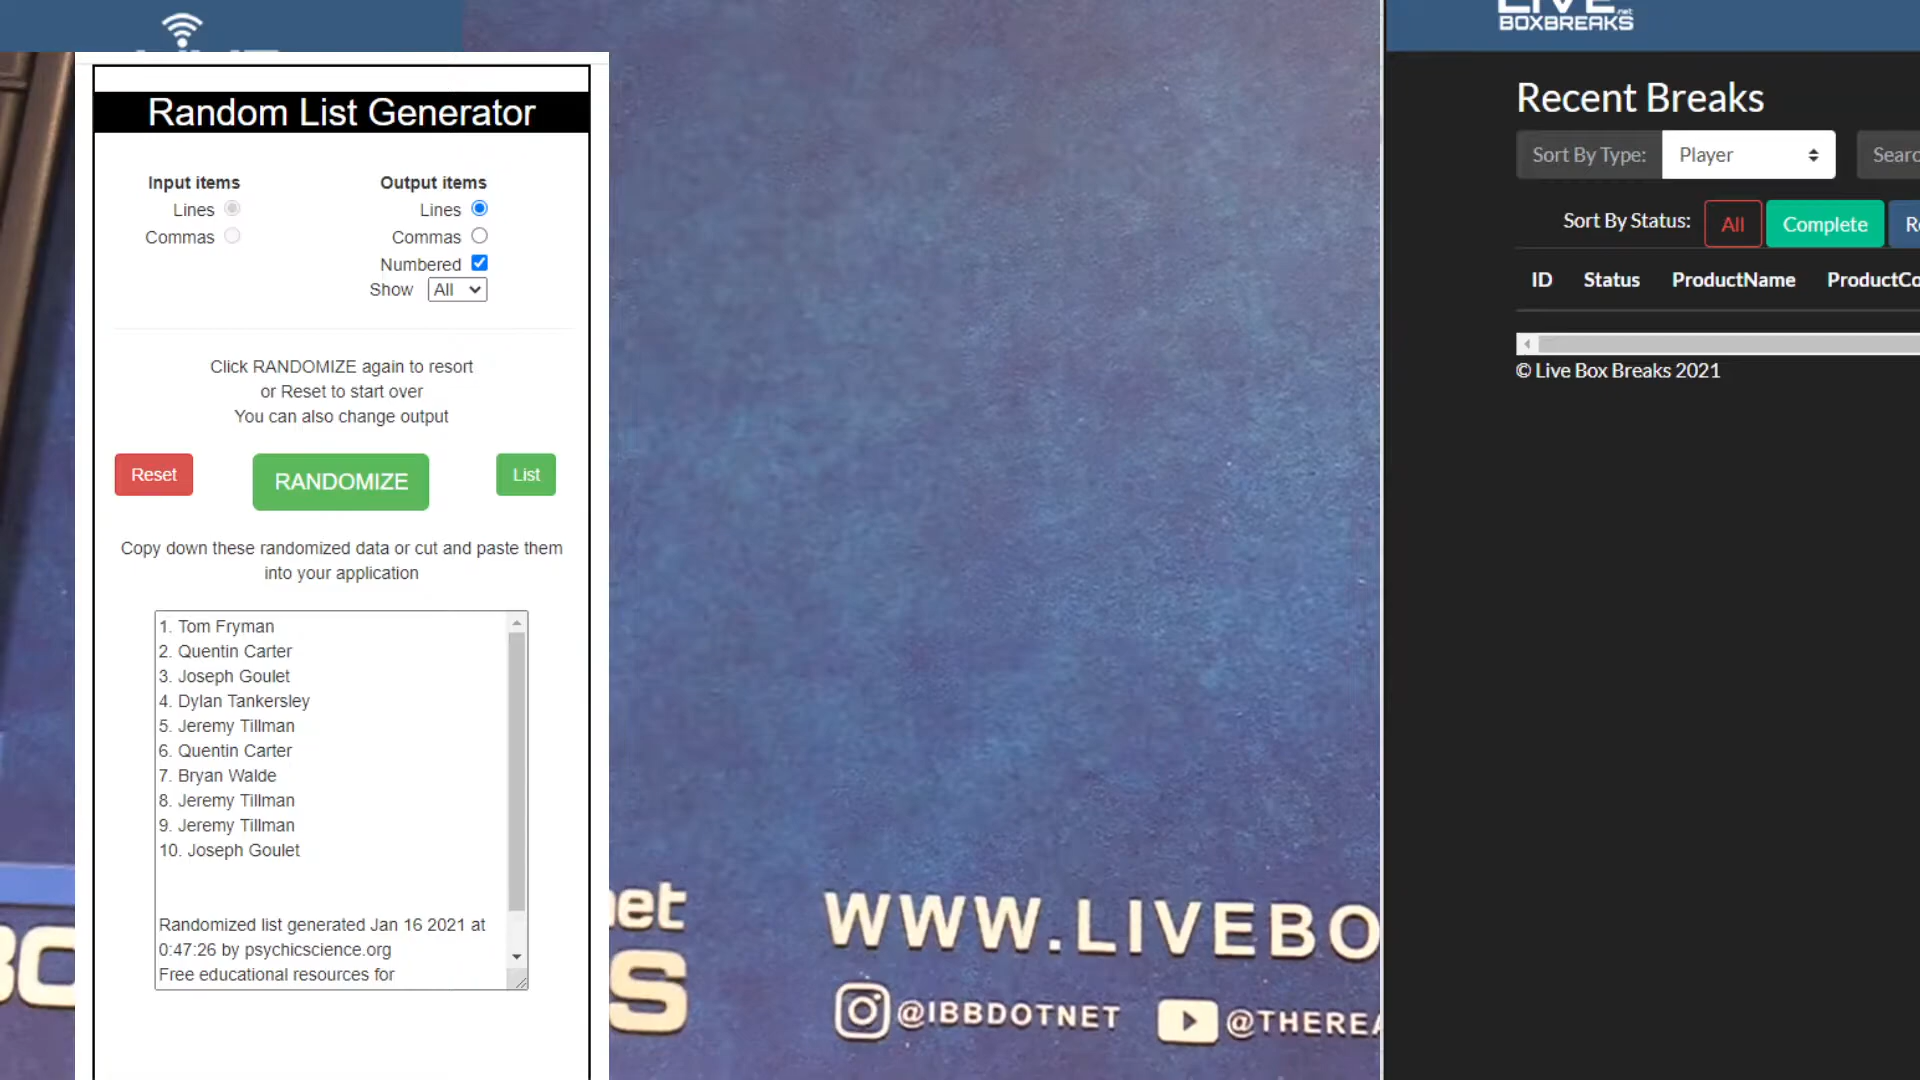 Random List Generator
Input items
Lines
Commas
Output items
Lines
Commas
Numbered
Show All
Click RANDOMIZE again to resort
or Reset to start over
You can also change output
Reset
RANDOMIZE
List
Copy down these randomized data or cut and paste them
into your application
1. Tom Fryman
2. Quentin Carter
3. Joseph Goulet
4. Dylan Tankersley
5. Jeremy Tillman
6. Quentin Carter
7. Bryan Walde
8. Jeremy Tillman
9. Jeremy Tillman
10. Joseph Goulet
Randomized list generated Jan 16 2021 at
0:47:26 by psychicscience.org
Free educational resources for
WWW.LIVEBO
@IBBDOTNET
@THEREA
LIVE.net
BOXBREAKS
Recent Breaks
Sort By Type: Player
Searc
Sort By Status: All Complete
Re
ID Status ProductName ProductCo
© Live Box Breaks 2021